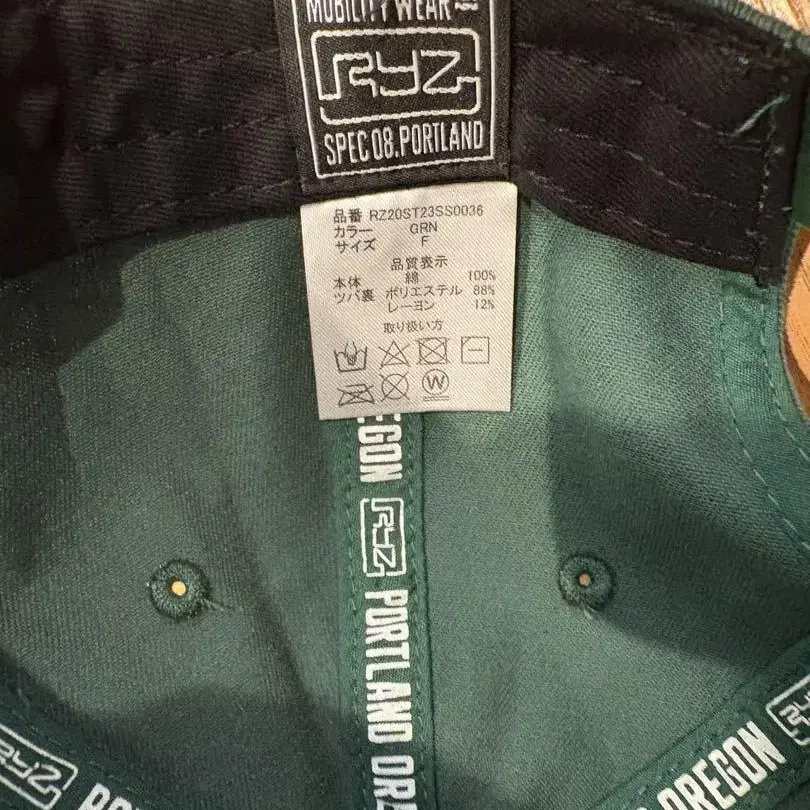 MOBILITY WEAR
RYZ
SPEC 08.PORTLAND
品番 RZ20ST23SS0036
カラー GRN
サイズ F
品質表示
本体 綿 100%
ツバ裏 ポリエステル 88%
レーヨン 12%
取り扱い方
W
EGON RYZ PORTLAND ORE
RYZ
OREGON